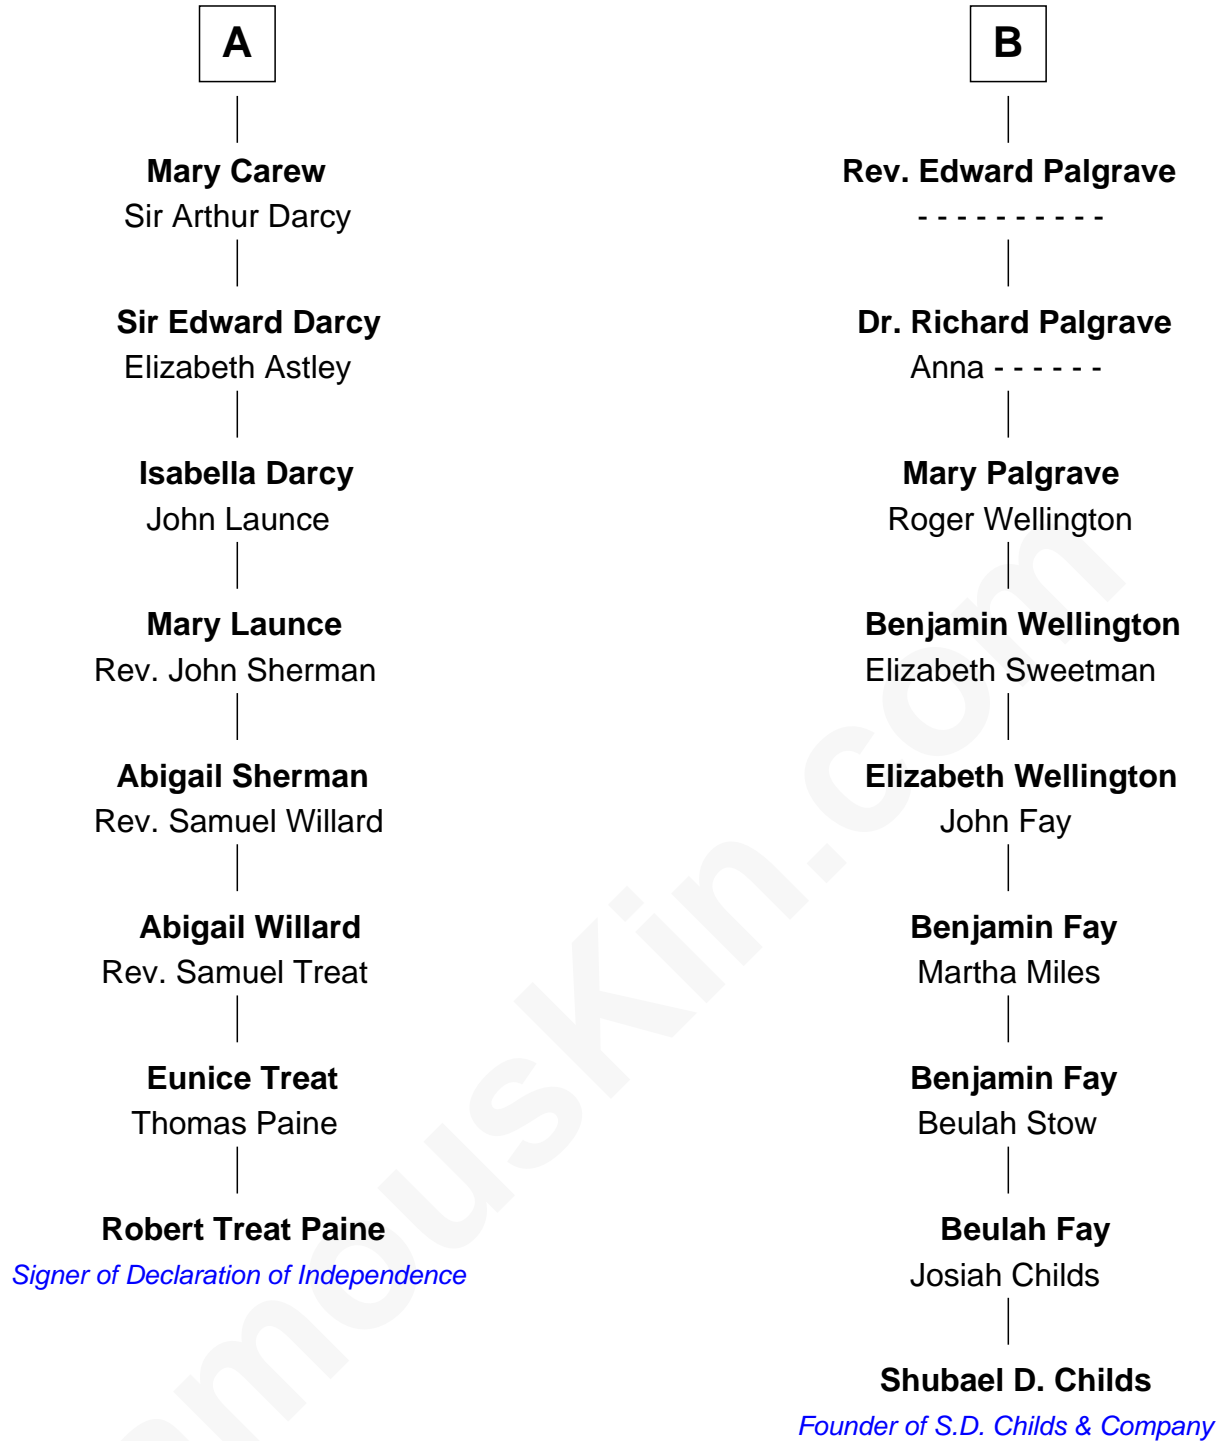 A
Mary Carew
Sir Arthur Darcy
Sir Edward Darcy
Elizabeth Astley
Isabella Darcy
John Launce
Mary Launce
Rev. John Sherman
Abigail Sherman
Rev. Samuel Willard
Abigail Willard
Rev. Samuel Treat
Eunice Treat
Thomas Paine
Robert Treat Paine
Signer of Declaration of Independence
B
Rev. Edward Palgrave
- - - - - - - - - -
Dr. Richard Palgrave
Anna - - - - - -
Mary Palgrave
Roger Wellington
Benjamin Wellington
Elizabeth Sweetman
Elizabeth Wellington
John Fay
Benjamin Fay
Martha Miles
Benjamin Fay
Beulah Stow
Beulah Fay
Josiah Childs
Shubael D. Childs
Founder of S.D. Childs & Company
amouskin.com